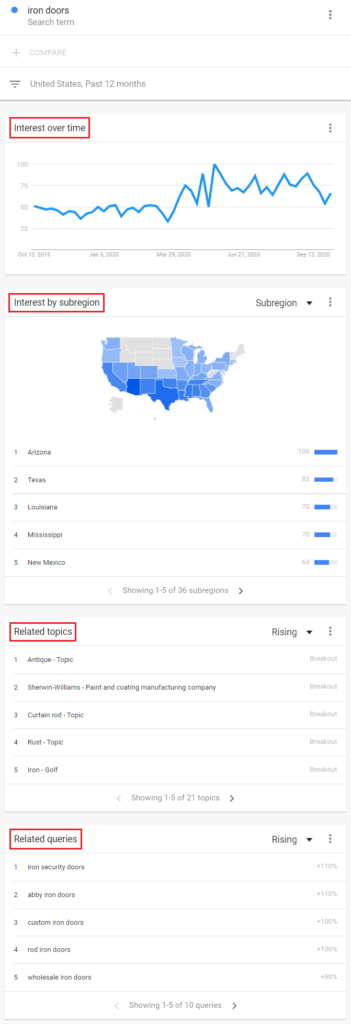 iron doors
Search term
+ COMPARE
United States, Past 12 months
Interest over time
100
75
50
25
Oct 13, 2019 Jan 5, 2020 Mar 29, 2020 Jun 21, 2020 Sep 13, 2020
Interest by subregion Subregion
1 Arizona 100
2 Texas 83
3 Louisiana 70
4 Mississippi 70
5 New Mexico 64
Showing 1-5 of 36 subregions
Related topics Rising
1 Antique - Topic Breakout
2 Sherwin-Williams - Paint and coating manufacturing company Breakout
3 Curtain rod - Topic Breakout
4 Rust - Topic Breakout
5 Iron - Golf Breakout
Showing 1-5 of 21 topics
Related queries Rising
1 iron security doors +110%
2 abby iron doors +110%
3 custom iron doors +100%
4 rod iron doors +100%
5 wholesale iron doors +90%
Showing 1-5 of 10 queries